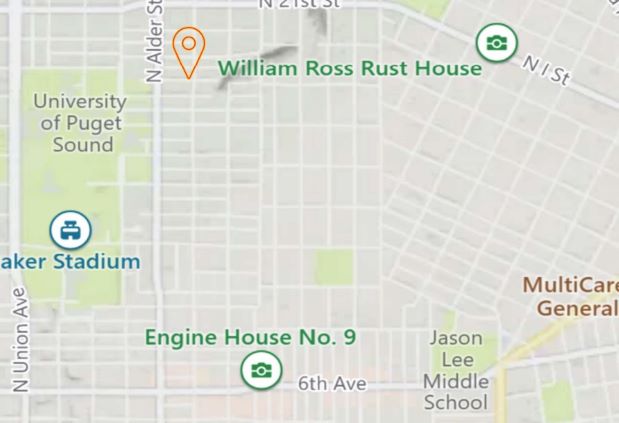 N 21st St
N Alder St
William Ross Rust House
N I St
University
of Puget
Sound
aker Stadium
MultiCare
General
N Union Ave
Engine House No. 9
Jason
Lee
Middle
School
6th Ave